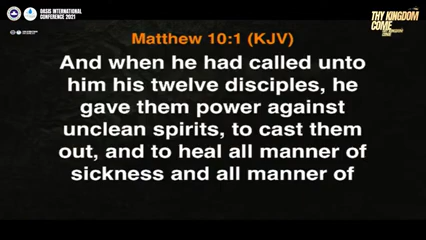 OASIS INTERNATIONAL
CONFERENCE 2021
THY KINGDOM
COME
Matthew 10:1 (KJV)
And when he had called unto
him his twelve disciples, he
gave them power against
unclean spirits, to cast them
out, and to heal all manner of
sickness and all manner of